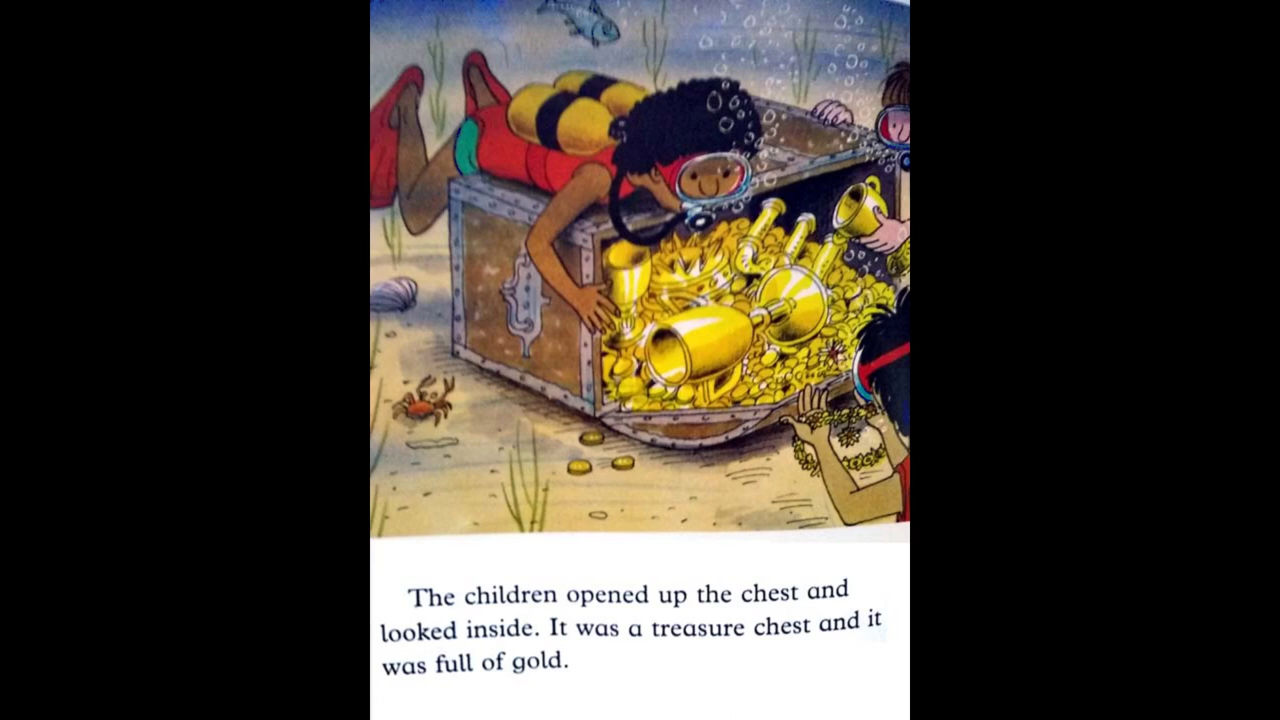 The children opened up the chest and
looked inside. It was a treasure chest and it
was full of gold.